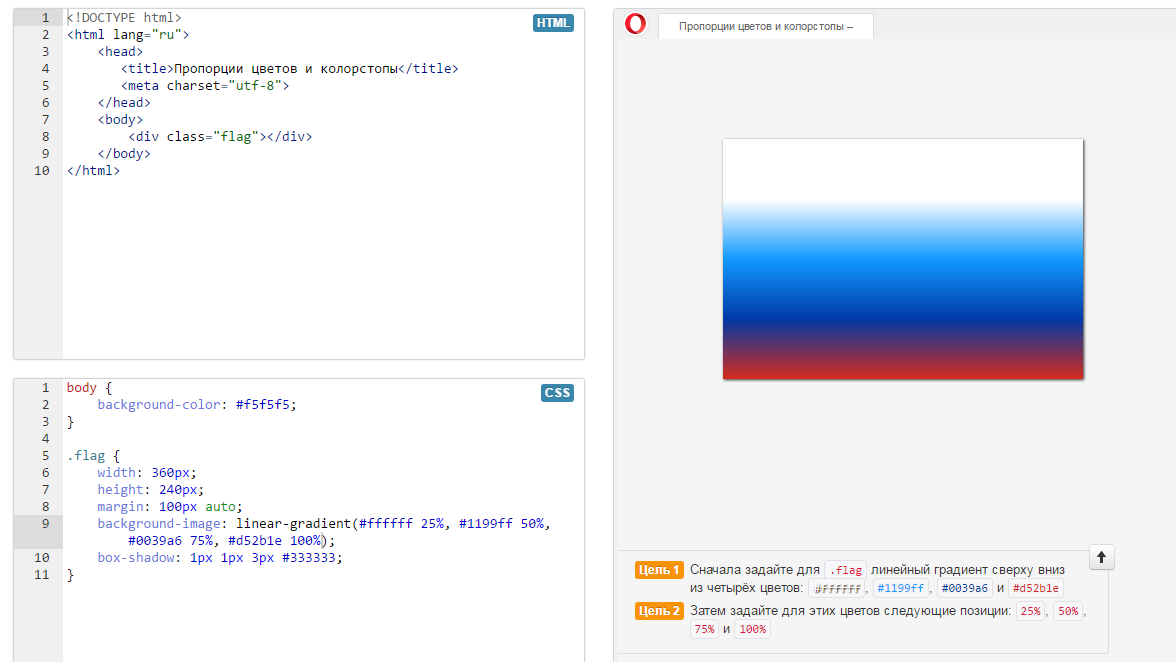 HTML
1 <!DOCTYPE html>
2 <html lang="ru">
3 <head>
4 <title>Пропорции цветов и колорстопы</title>
5 <meta charset="utf-8">
6 </head>
7 <body>
8 <div class="flag"></div>
9 </body>
10 </html>
CSS
1 body {
2 background-color: #f5f5f5;
3 }
4
5 .flag {
6 width: 360px;
7 height: 240px;
8 margin: 100px auto;
9 background-image: linear-gradient(#ffffff 25%, #1199ff 50%,
#0039a6 75%, #d52b1e 100%);
10 box-shadow: 1px 1px 3px #333333;
11 }
Пропорции цветов и колорстопы –
Цель 1 Сначала задайте для .flag линейный градиент сверху вниз
из четырёх цветов: #ffffff, #1199ff, #0039a6 и #d52b1e
Цель 2 Затем задайте для этих цветов следующие позиции: 25%, 50%,
75% и 100%